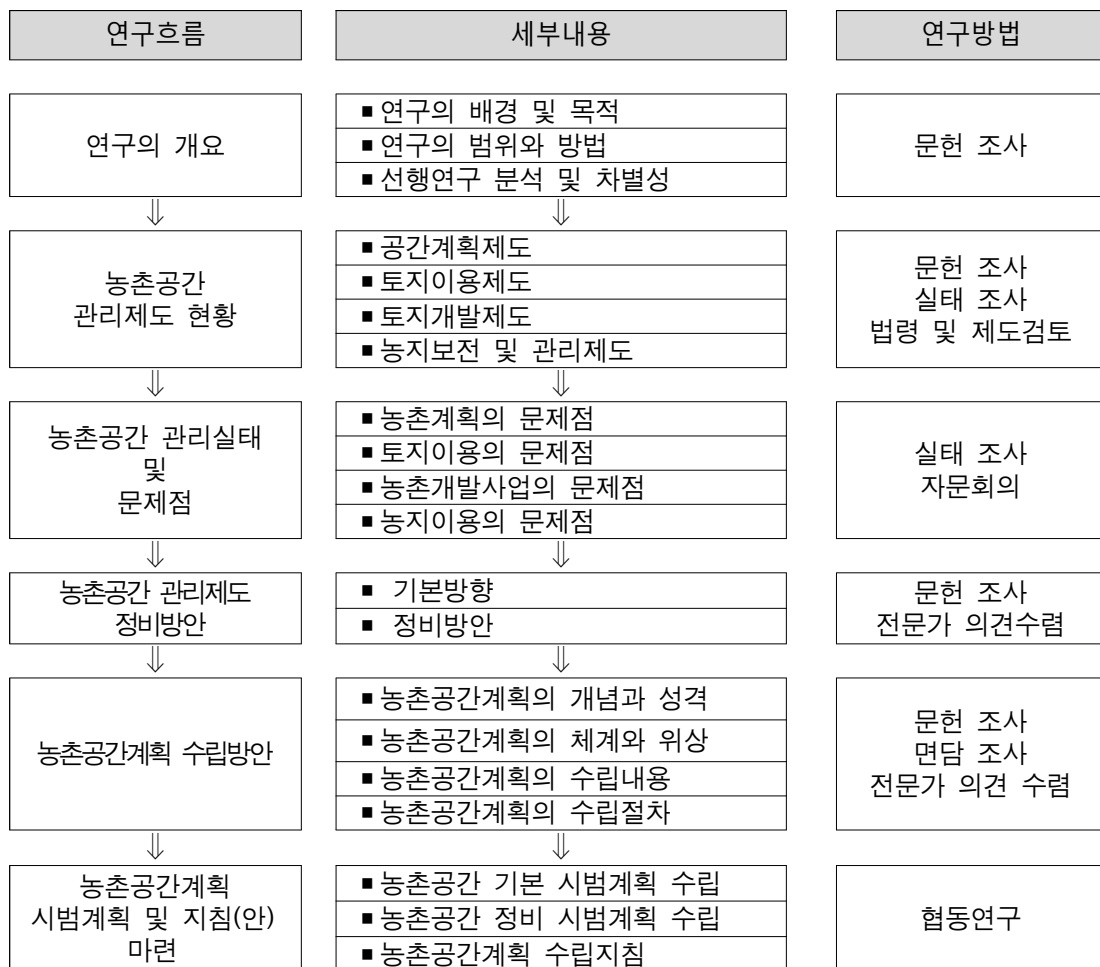 연구흐름
세부내용
연구방법
연구의 개요
■ 연구의 배경 및 목적
■ 연구의 범위와 방법
■ 선행연구 분석 및 차별성
문헌 조사
⇓
⇓
농촌공간
관리제도 현황
■ 공간계획제도
■ 토지이용제도
■ 토지개발제도
■ 농지보전 및 관리제도
문헌 조사
실태 조사
법령 및 제도검토
⇓
⇓
농촌공간 관리실태
및
문제점
■ 농촌계획의 문제점
■ 토지이용의 문제점
■ 농촌개발사업의 문제점
■ 농지이용의 문제점
실태 조사
자문회의
⇓
⇓
농촌공간 관리제도
정비방안
■ 기본방향
■ 정비방안
문헌 조사
전문가 의견수렴
⇓
⇓
농촌공간계획 수립방안
■ 농촌공간계획의 개념과 성격
■ 농촌공간계획의 체계와 위상
■ 농촌공간계획의 수립내용
■ 농촌공간계획의 수립절차
문헌 조사
면담 조사
전문가 의견 수렴
⇓
⇓
농촌공간계획
시범계획 및 지침(안)
마련
■ 농촌공간 기본 시범계획 수립
■ 농촌공간 정비 시범계획 수립
■ 농촌공간계획 수립지침
협동연구